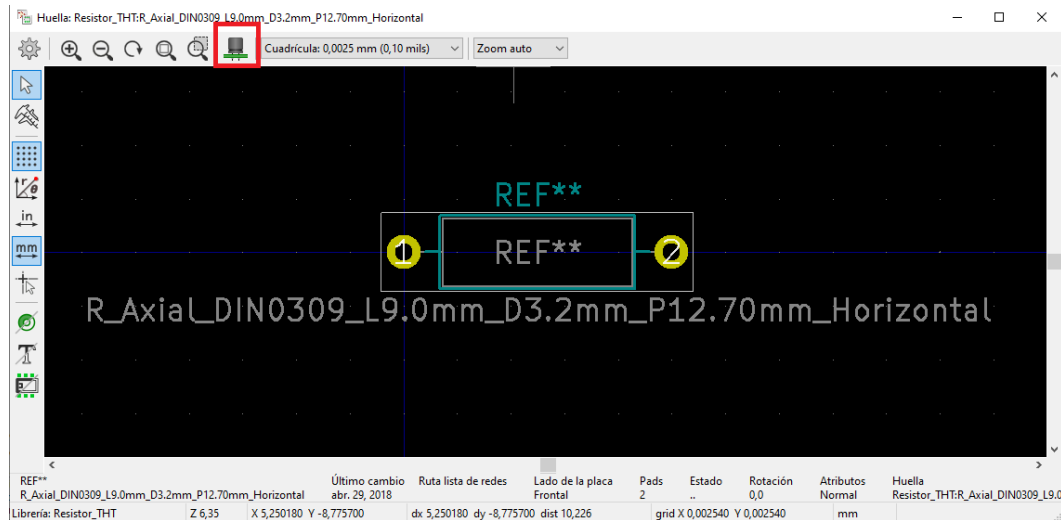 Huella: Resistor_THT:R_Axial_DIN0309_L9.0mm_D3.2mm_P12.70mm_Horizontal
Cuadrícula: 0,0025 mm (0,10 mils)
Zoom auto
in
mm
REF**
1
REF**
2
R_Axial_DIN0309_L9.0mm_D3.2mm_P12.70mm_Horizontal
REF** Último cambio Ruta lista de redes Lado de la placa Pads Estado Rotación Atributos Huella
R_Axial_DIN0309_L9.0mm_D3.2mm_P12.70mm_Horizontal abr. 29, 2018 Frontal 2 .. 0,0 Normal Resistor_THT:R_Axial_DIN0309_L9.0
Librería: Resistor_THT Z 6,35 X 5,250180 Y -8,775700 dx 5,250180 dy -8,775700 dist 10,226 grid X 0,002540 Y 0,002540 mm